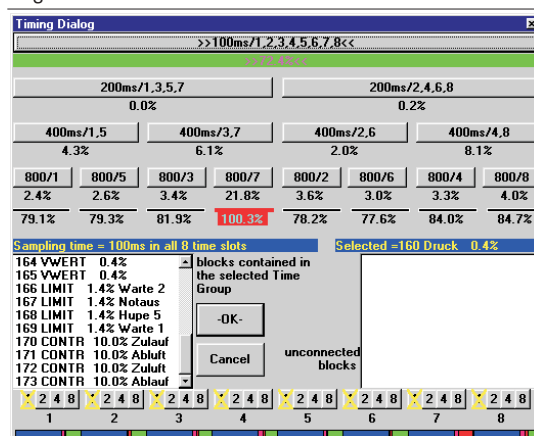 Timing Dialog
>>100ms/1,2,3,4,5,6,7,8<<
>>72.4%<<
200ms/1,3,5,7 200ms/2,4,6,8
0.0% 0.2%
400ms/1,5 400ms/3,7 400ms/2,6 400ms/4,8
4.3% 6.1% 2.0% 8.1%
800/1 800/5 800/3 800/7 800/2 800/6 800/4 800/8
2.4% 2.6% 3.4% 21.8% 3.6% 3.0% 3.3% 4.0%
79.1% 79.3% 81.9% 100.3% 78.2% 77.6% 84.0% 84.7%
Sampling time = 100ms in all 8 time slots Selected =160 Druck 0.4%
164 VWERT 0.4%
165 VWERT 0.4%
166 LIMIT 1.4% Warte 2
167 LIMIT 1.4% Notaus
168 LIMIT 1.4% Hupe 5
169 LIMIT 1.4% Warte 1
170 CONTR 10.0% Zulauf
171 CONTR 10.0% Abluft
172 CONTR 10.0% Zuluft
173 CONTR 10.0% Ablauf
blocks contained in
the selected Time
Group
-OK-
Cancel
unconnected
blocks
1 2 4 8 1 2 4 8 1 2 4 8 1 2 4 8 1 2 4 8 1 2 4 8 1 2 4 8 1 2 4 8
1 2 3 4 5 6 7 8